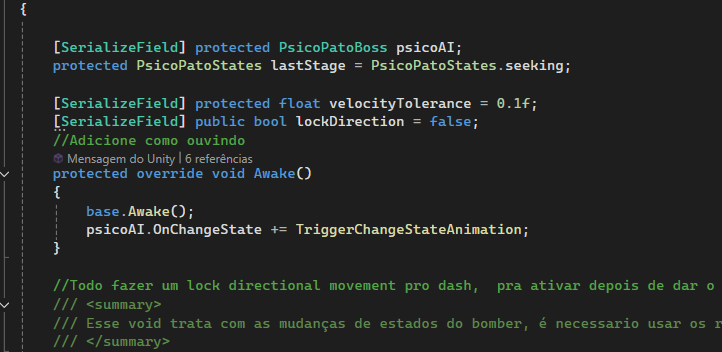 {
[SerializeField] protected PsicoPatoBoss psicoAI;
protected PsicoPatoStates lastStage = PsicoPatoStates.seeking;
[SerializeField] protected float velocityTolerance = 0.1f;
[SerializeField] public bool lockDirection = false;
//Adicione como ouvindo
Mensagem do Unity | 6 referências
protected override void Awake()
{
base.Awake();
psicoAI.OnChangeState += TriggerChangeStateAnimation;
}
//Todo fazer um lock directional movement pro dash,  pra ativar depois de dar o
/// <summary>
/// Esse void trata com as mudanças de estados do bomber, é necessario usar os
/// </summary>